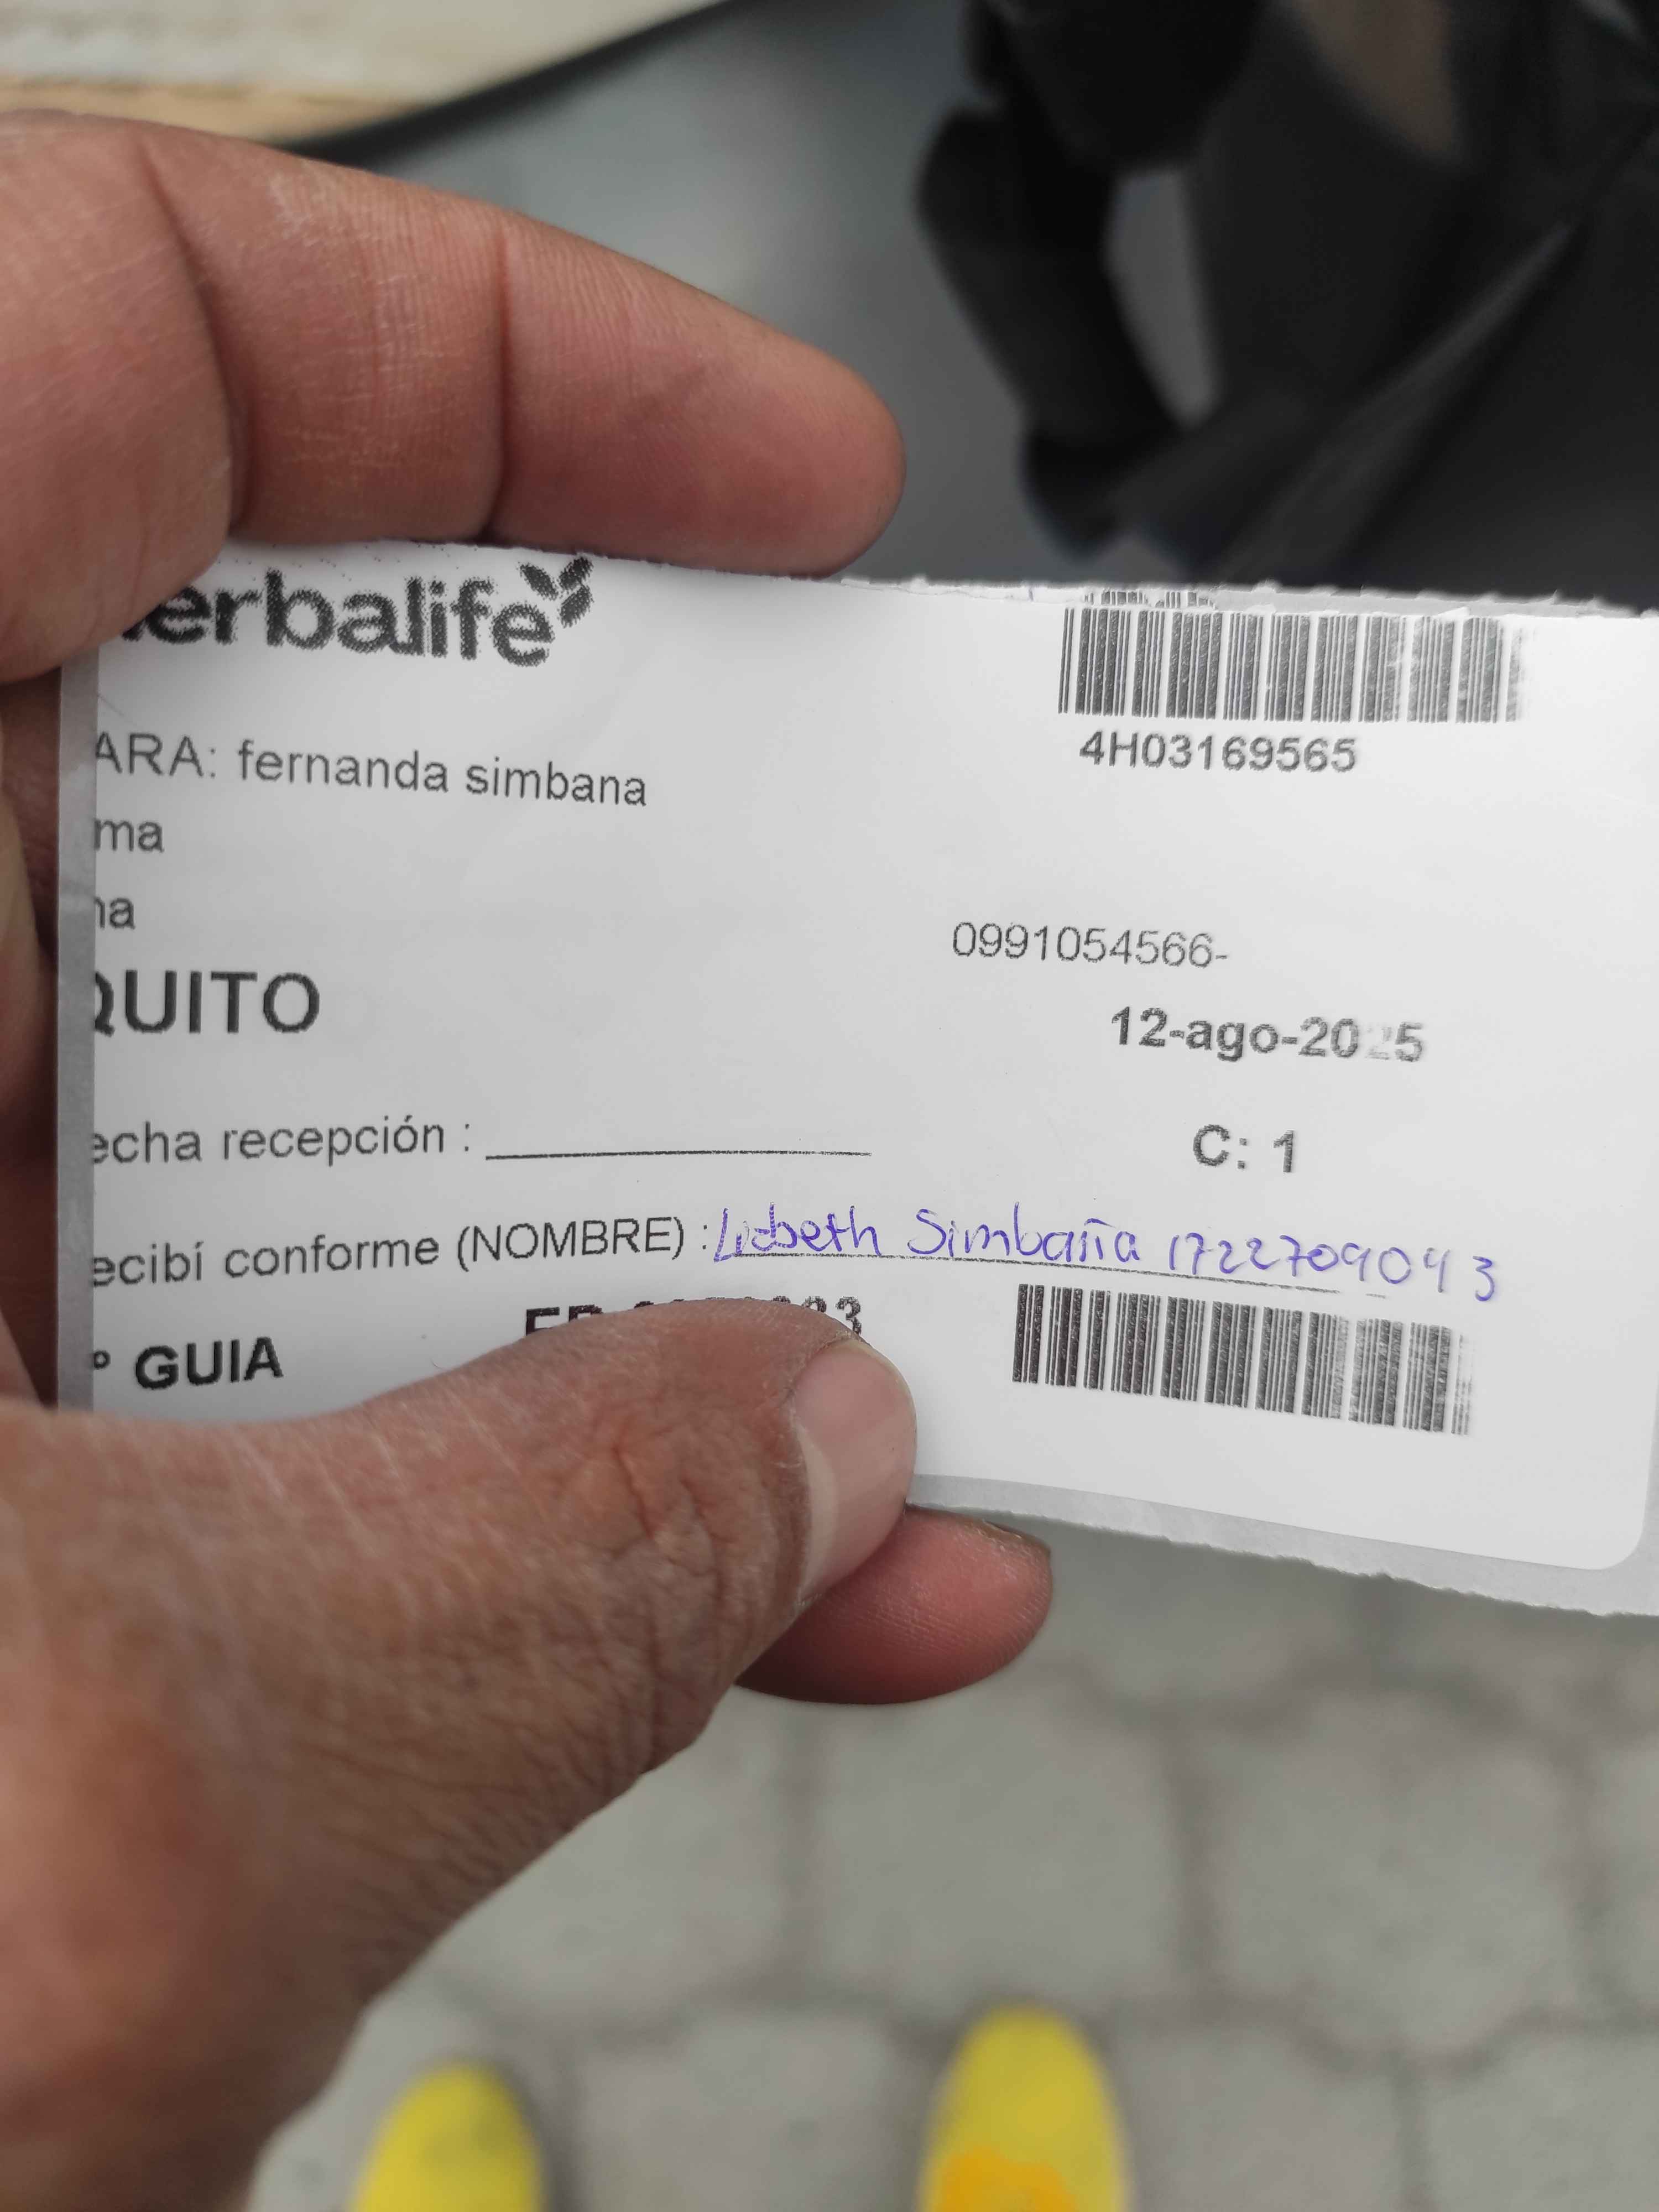 erbalife
4H03169565
ARA: fernanda simbana
ma
na
0991054566-
QUITO
12-ago-2025
echa recepción :
C: 1
ecibí conforme (NOMBRE) : Lisbeth Simbaña 1722709043
° GUIA